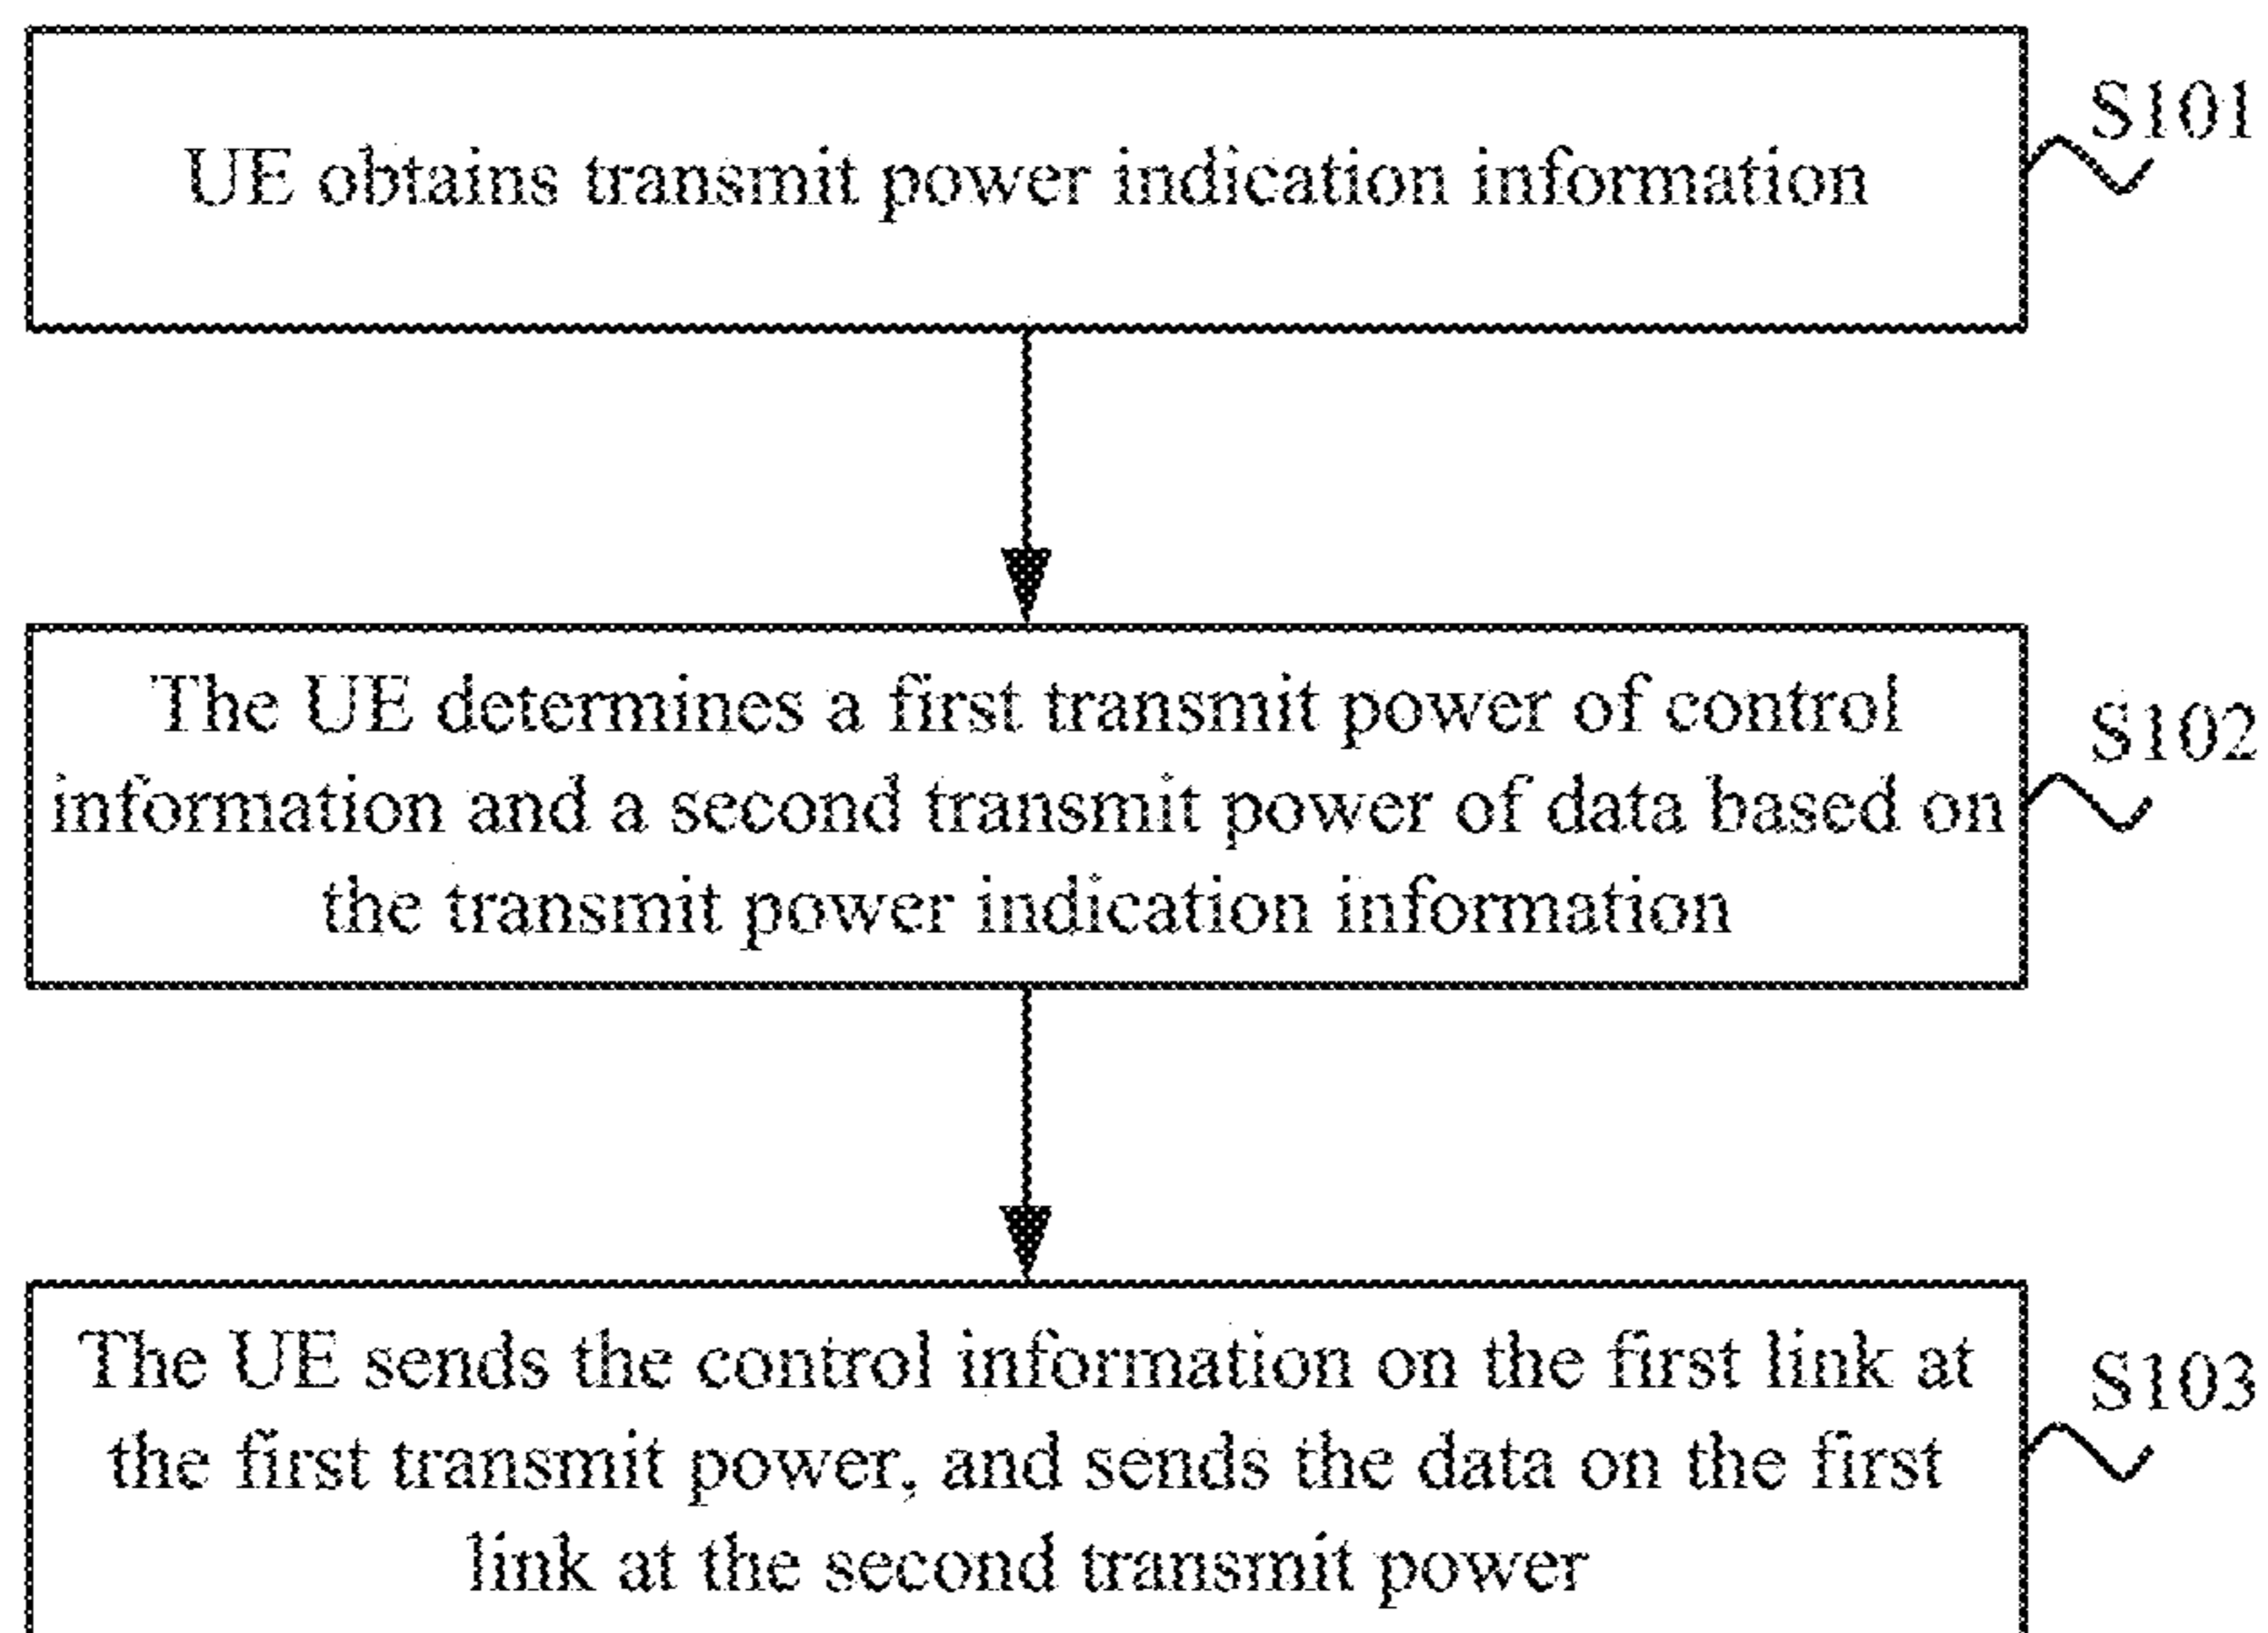 UE obtains transmit power indication information
S101
The UE determines a first transmit power of control
information and a second transmit power of data based on
the transmit power indication information
S102
The UE sends the control information on the first link at
the first transmit power, and sends the data on the first
link at the second transmit power
S103